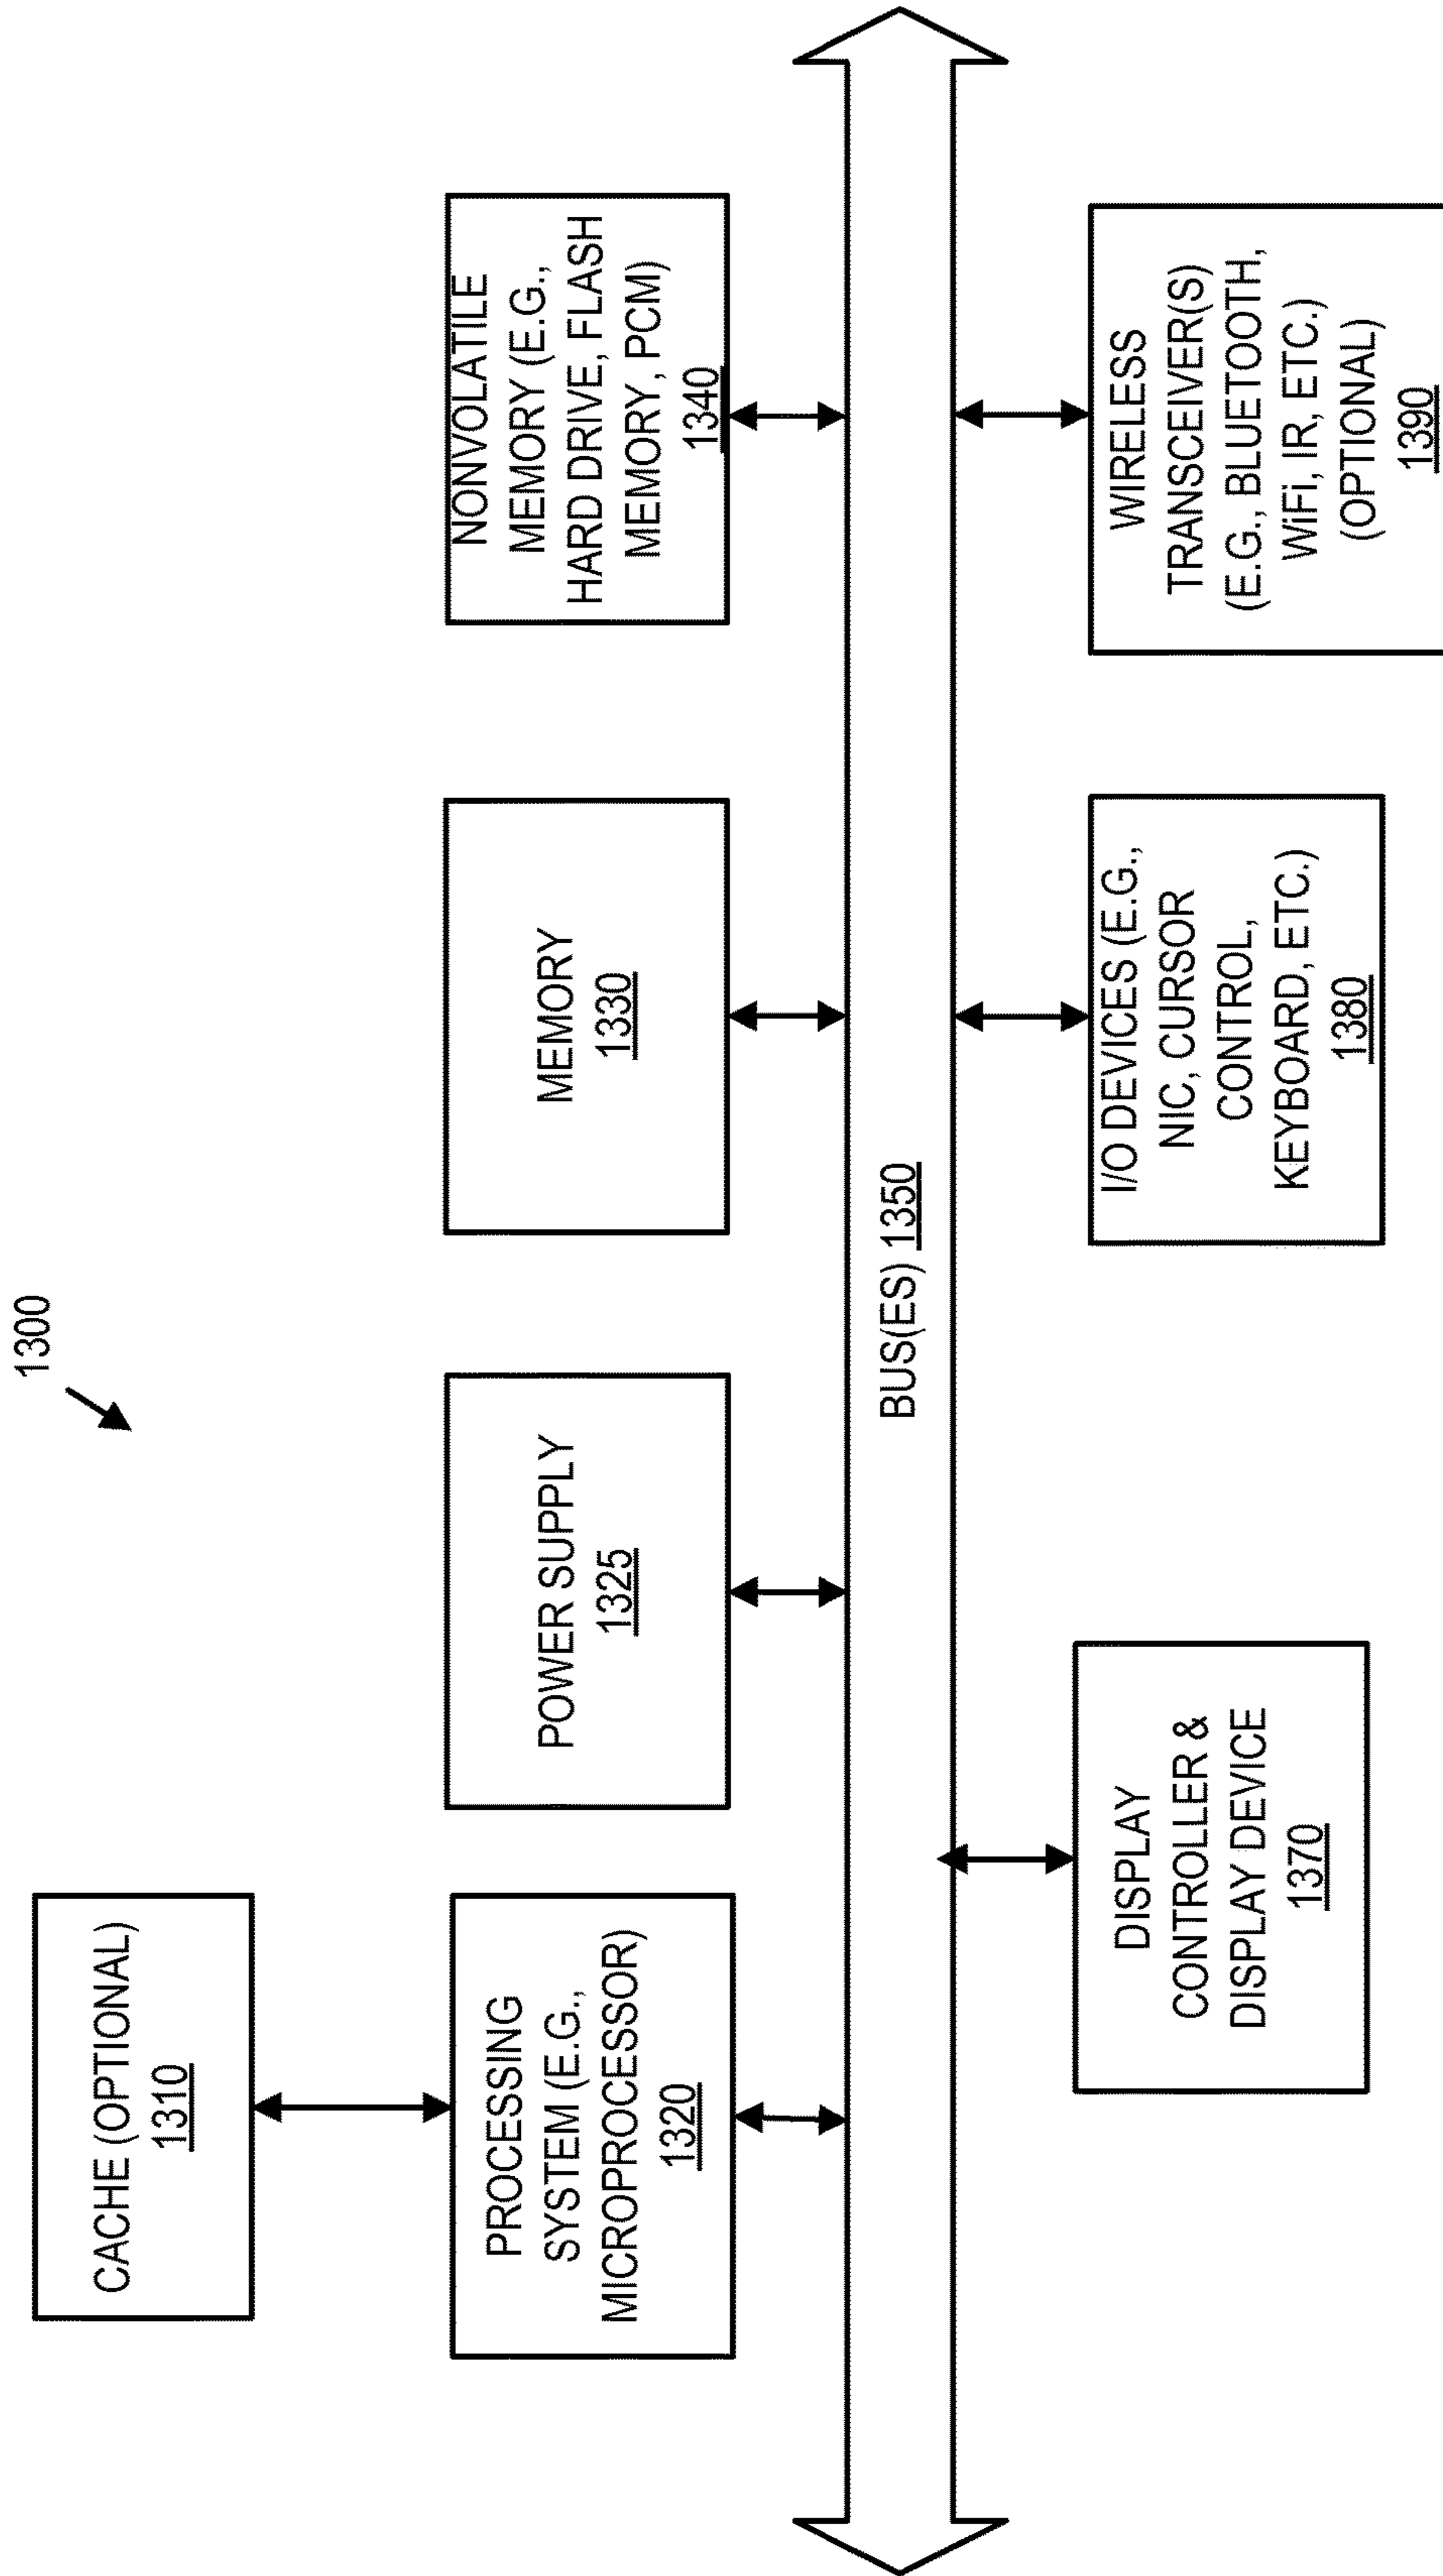 1300
CACHE (OPTIONAL)
1310
PROCESSING
SYSTEM (E.G.,
MICROPROCESSOR)
1320
POWER SUPPLY
1325
MEMORY
1330
NONVOLATILE
MEMORY (E.G.,
HARD DRIVE, FLASH
MEMORY, PCM)
1340
BUS(ES) 1350
DISPLAY
CONTROLLER &
DISPLAY DEVICE
1370
I/O DEVICES (E.G.,
NIC, CURSOR
CONTROL,
KEYBOARD, ETC.)
1380
WIRELESS
TRANSCEIVER(S)
(E.G., BLUETOOTH,
WiFi, IR, ETC.)
(OPTIONAL)
1390